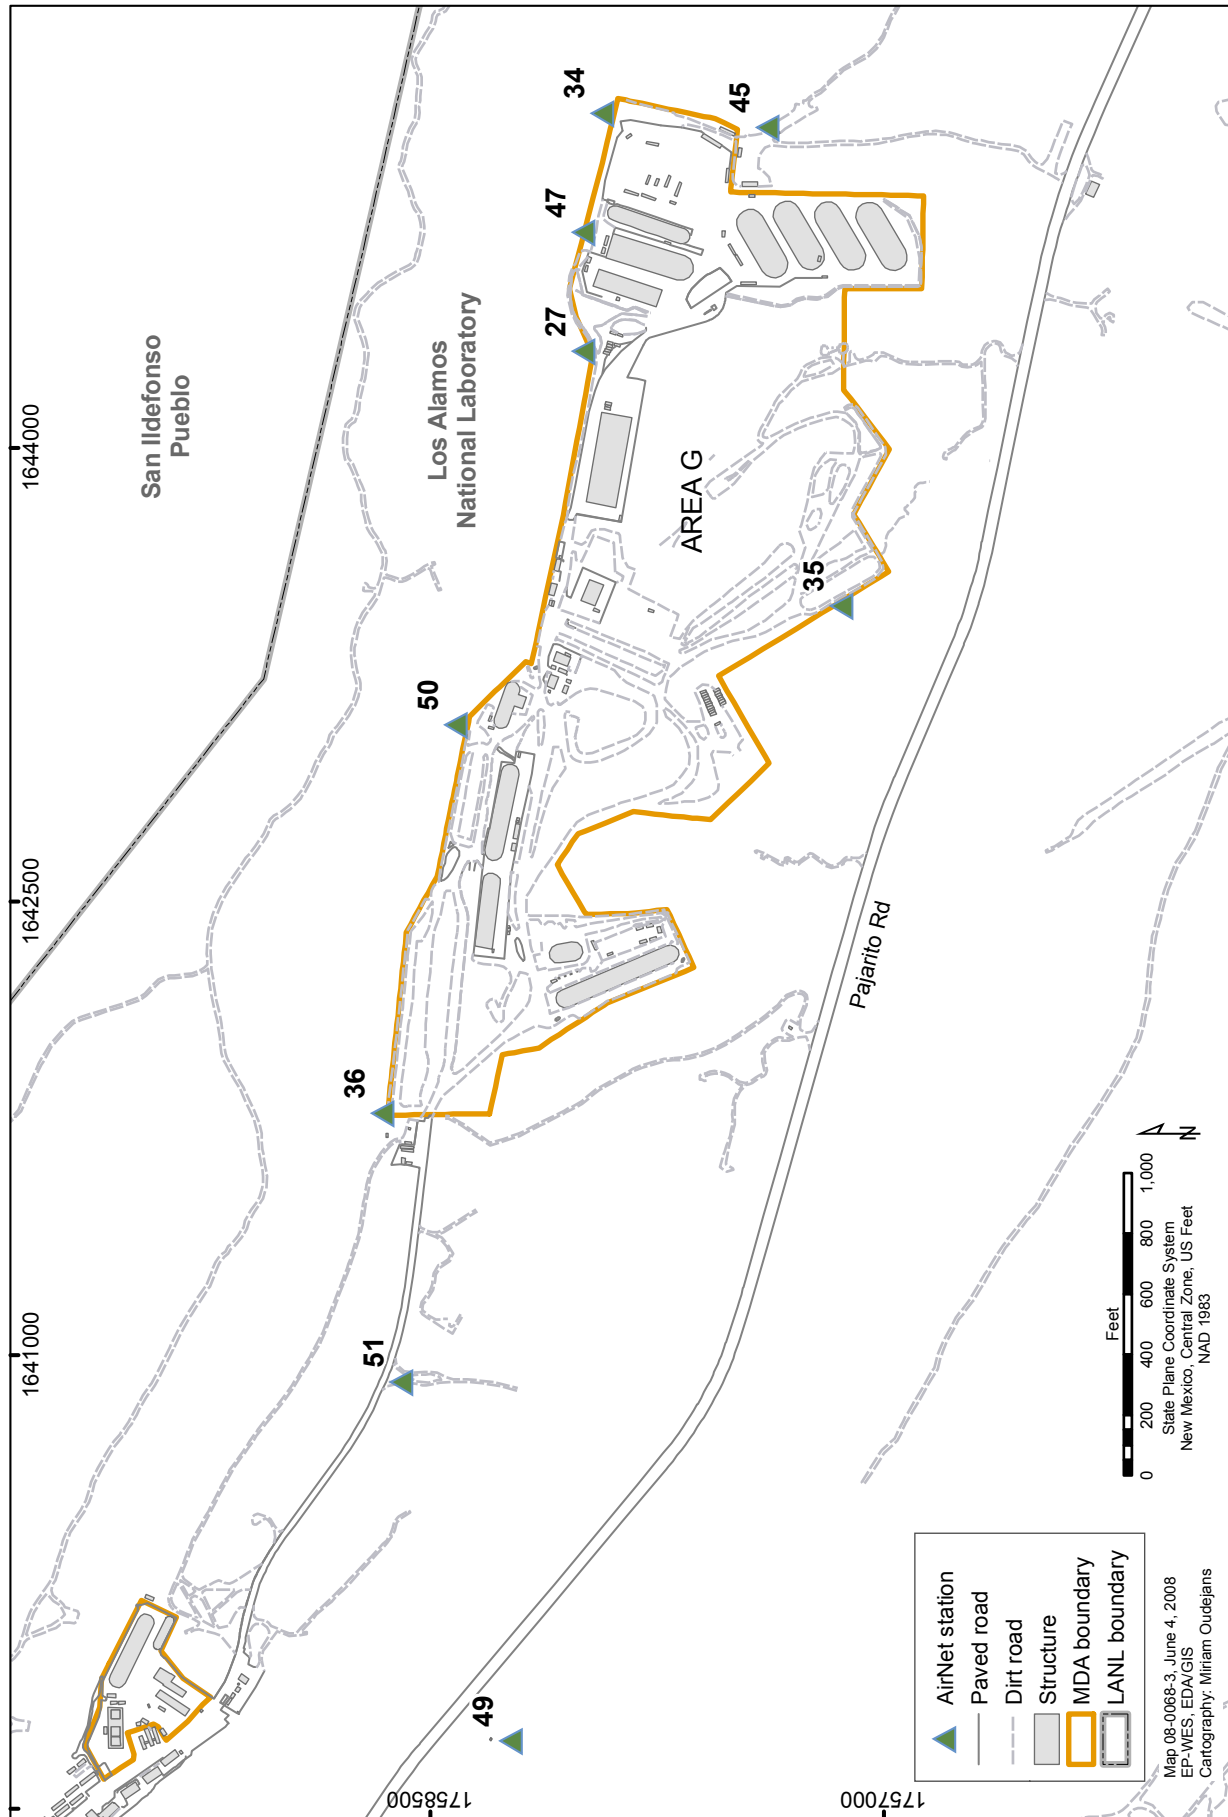 1641000
1642500
1644000
San Ildefonso
Pueblo
Los Alamos
National Laboratory
34
47
27
45
50
AREA G
35
36
51
49
Pajarito Rd
1758500
1757000
AirNet station
Paved road
Dirt road
Structure
MDA boundary
LANL boundary
Map 08-0068-3, June 4, 2008
EP-WES, EDA/GIS
Cartography: Miriam Oudejans
Feet
0 200 400 600 800 1,000
State Plane Coordinate System
New Mexico, Central Zone, US Feet
NAD 1983
N